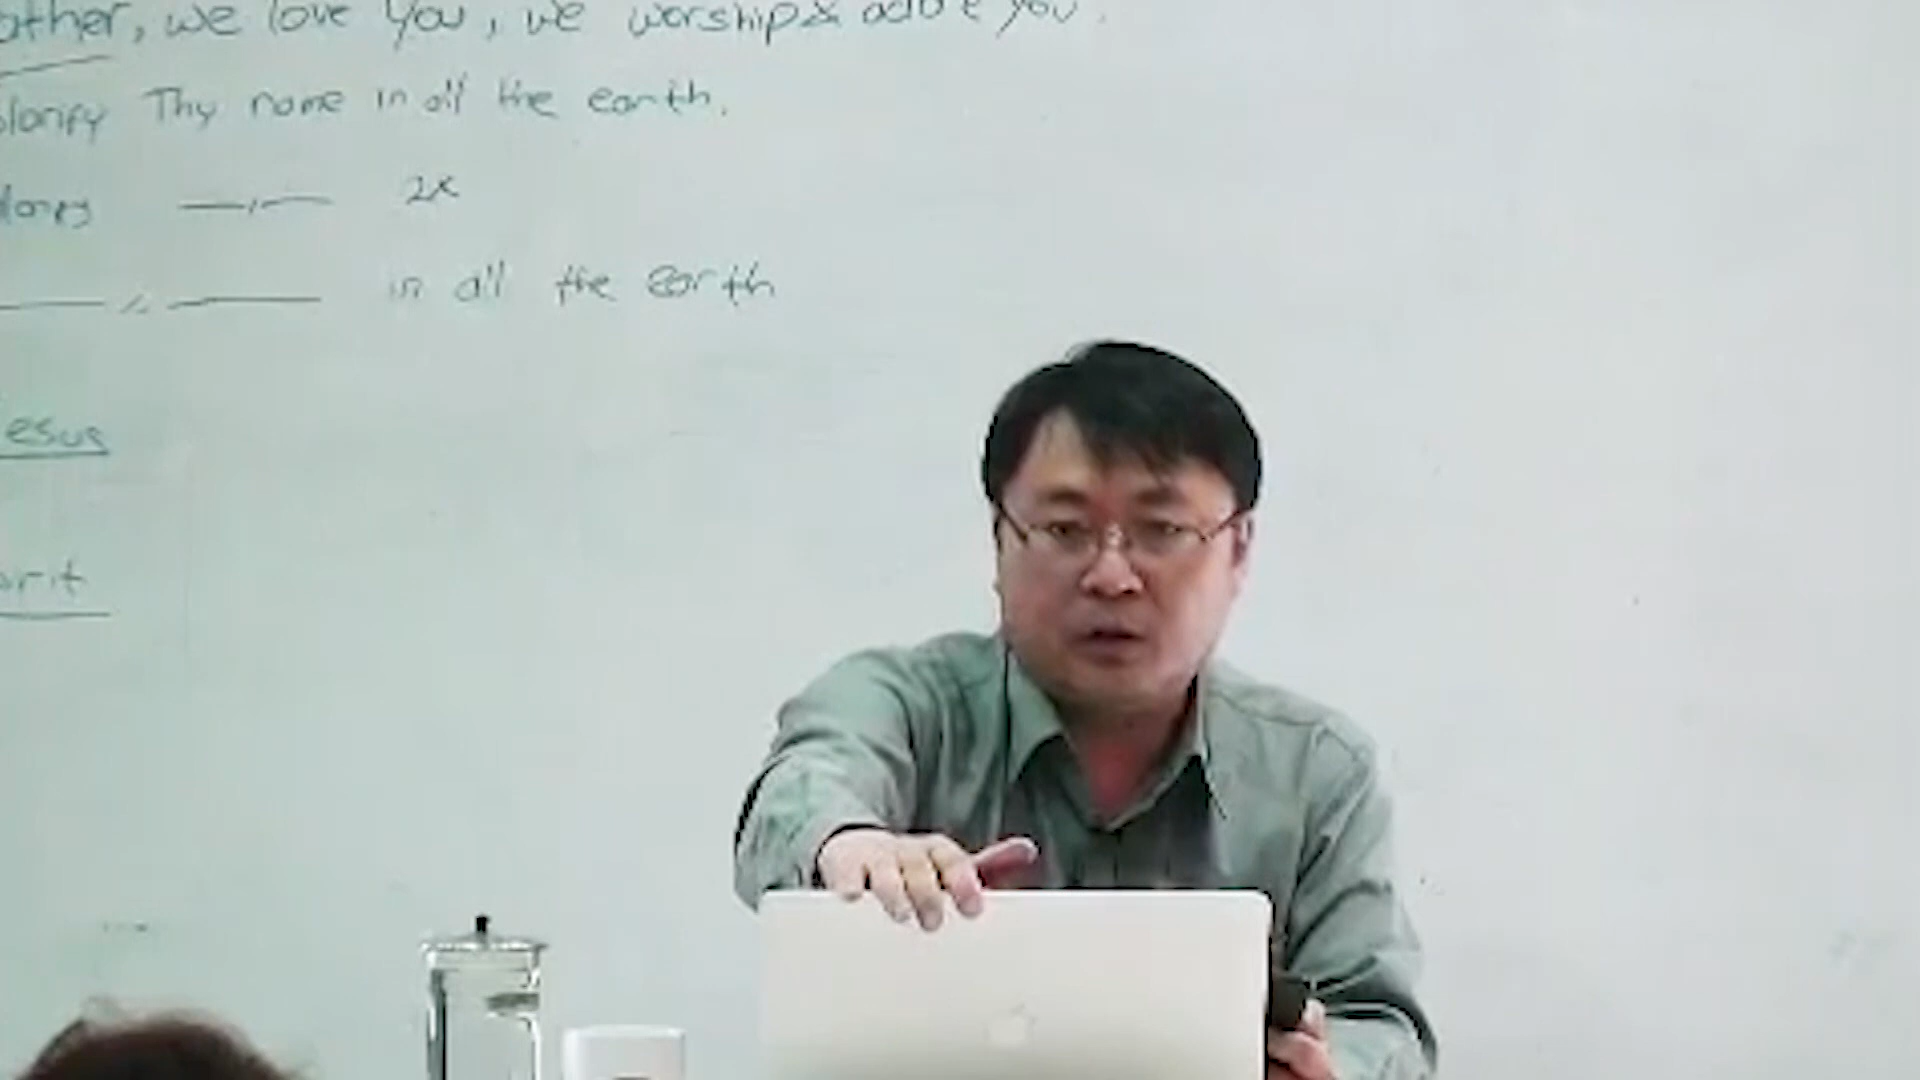 ather, we love You, we worship & adore you.
lorify Thy name in all the earth.
lorify 2x
in all the earth
esus
irit